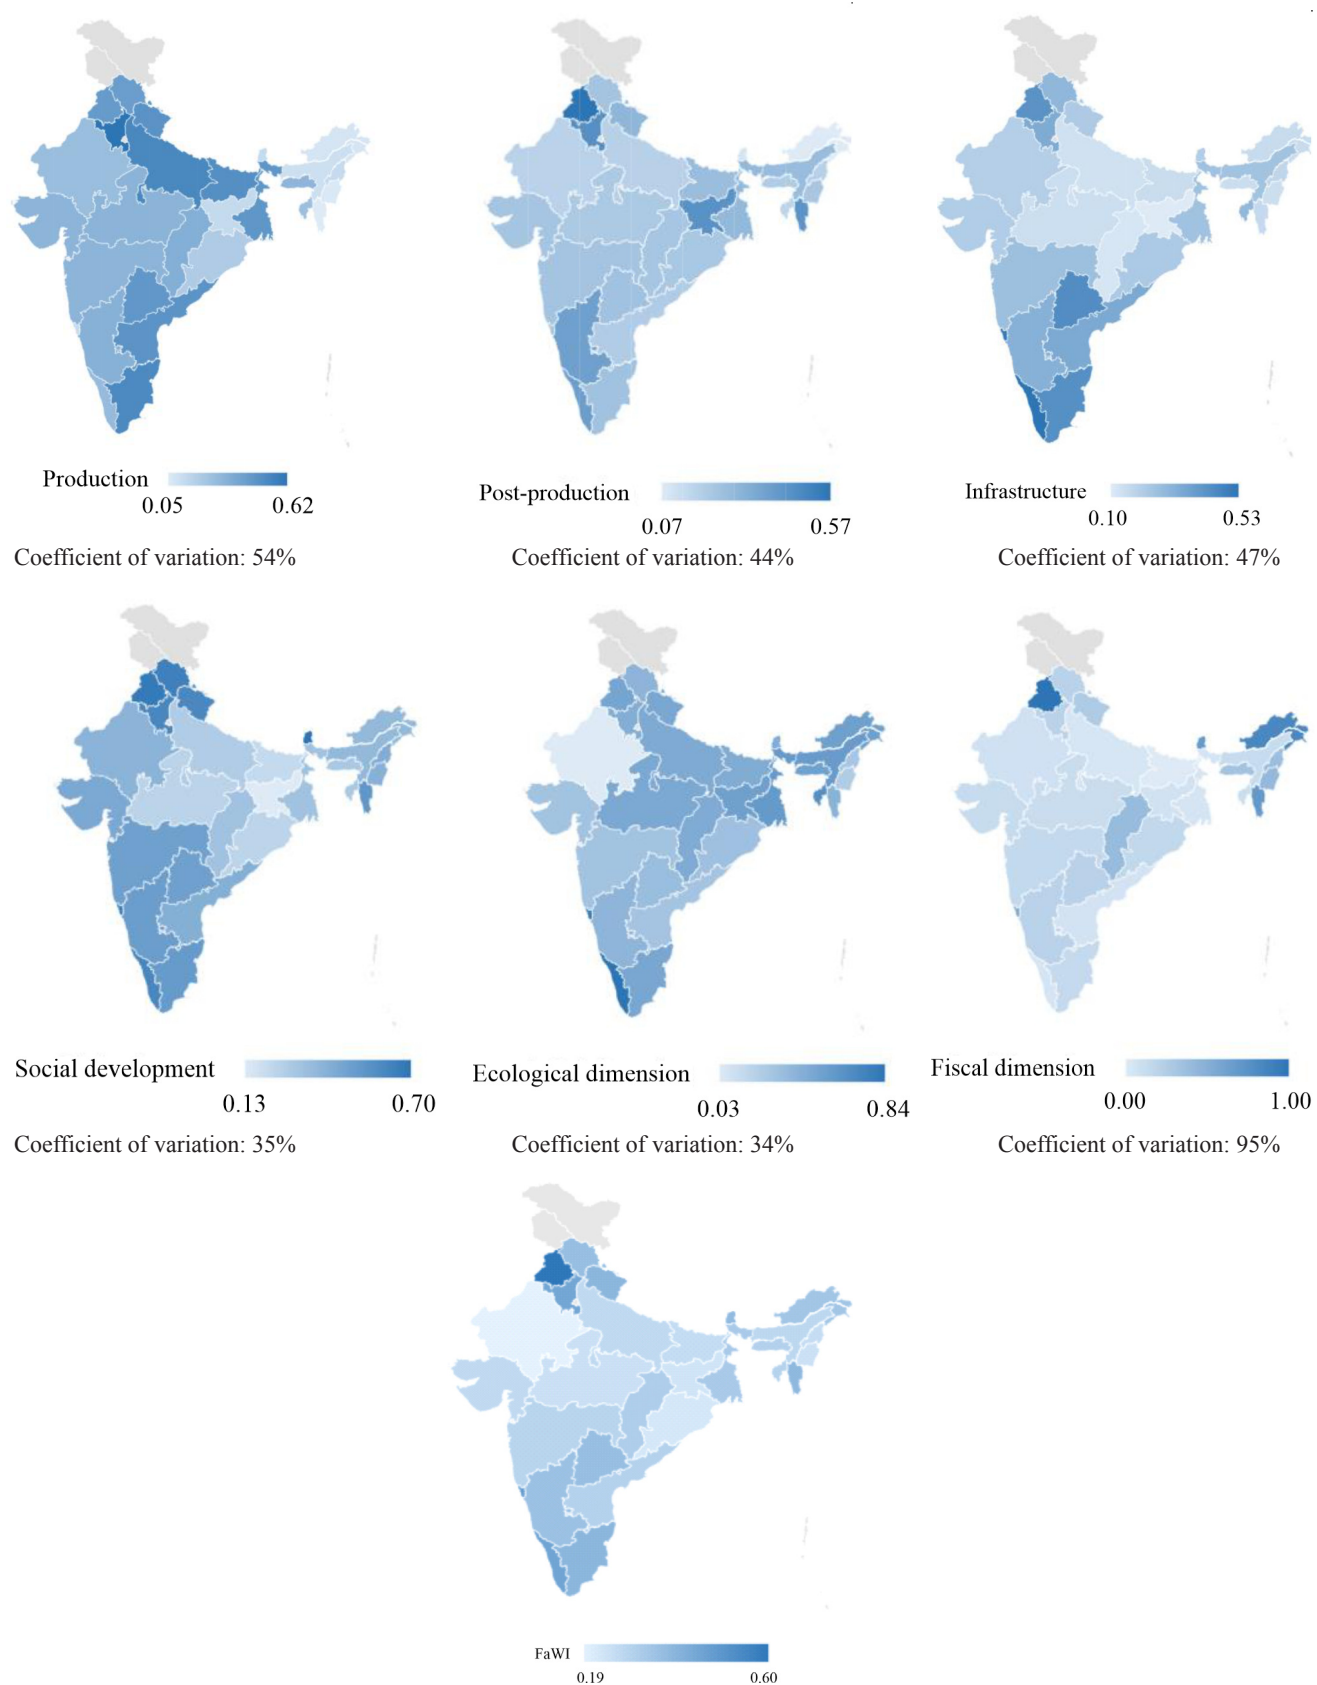 Production
0.05 0.62
Post-production
0.07 0.57
Infrastructure
0.10 0.53
Coefficient of variation: 54%
Coefficient of variation: 44%
Coefficient of variation: 47%
Social development
0.13 0.70
Ecological dimension
0.03 0.84
Fiscal dimension
0.00 1.00
Coefficient of variation: 35%
Coefficient of variation: 34%
Coefficient of variation: 95%
FaWI
0.19 0.60